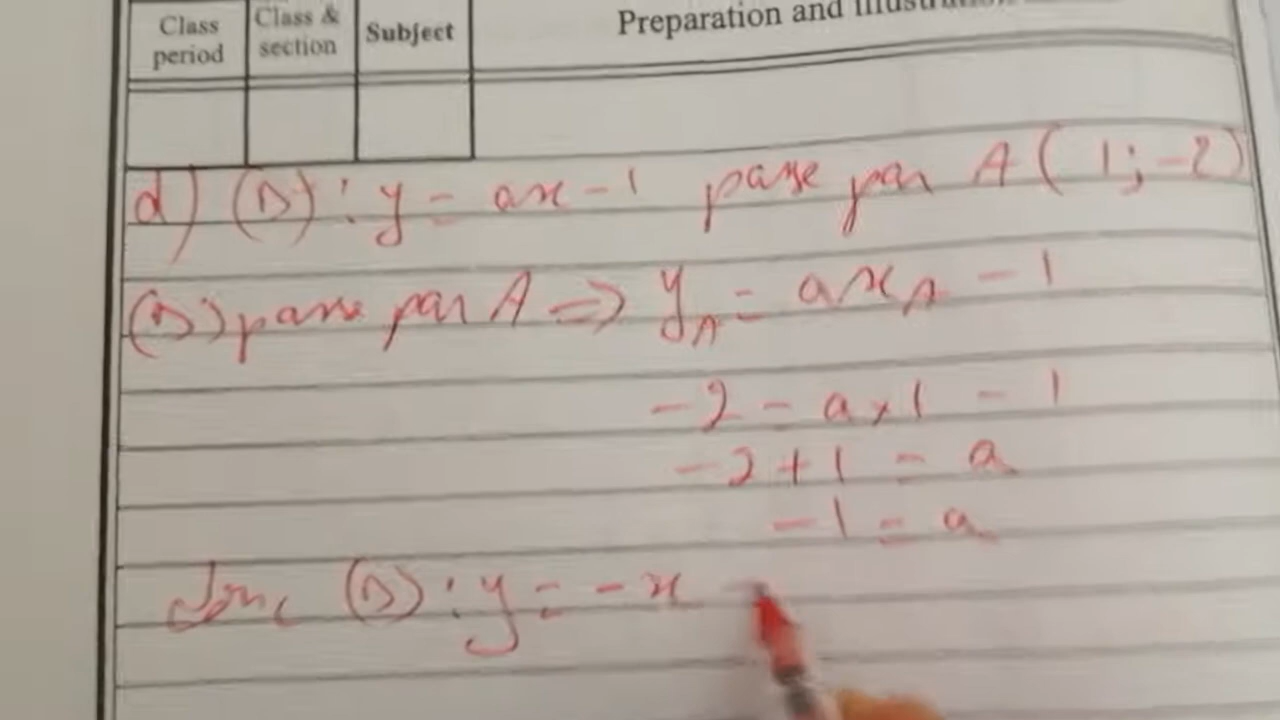 Class period
Class & section
Subject
Preparation and Illustration
d) (D) : y = ax - 1 passe par A ( 1 ; -2)
(D) passe par A => yA = axA - 1
-2 = a x 1 - 1
-2 + 1 = a
-1 = a
donc (D) : y = -x -